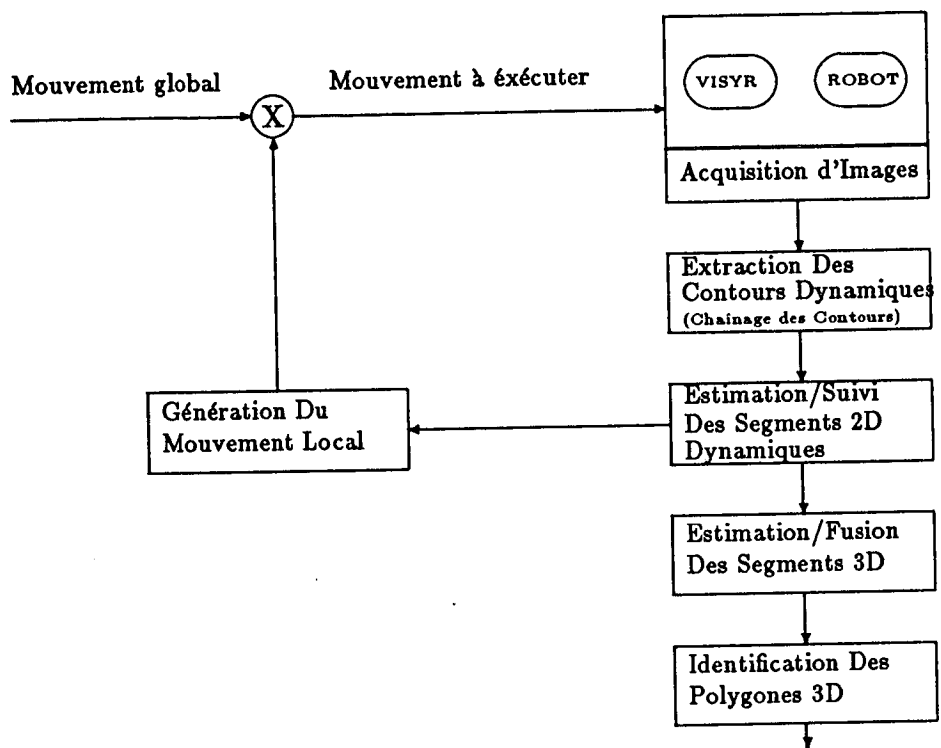 Mouvement global
Mouvement à éxécuter
X
VISYR
ROBOT
Acquisition d'Images
Extraction Des
Contours Dynamiques
(Chainage des Contours)
Génération Du
Mouvement Local
Estimation/Suivi
Des Segments 2D
Dynamiques
Estimation/Fusion
Des Segments 3D
Identification Des
Polygones 3D